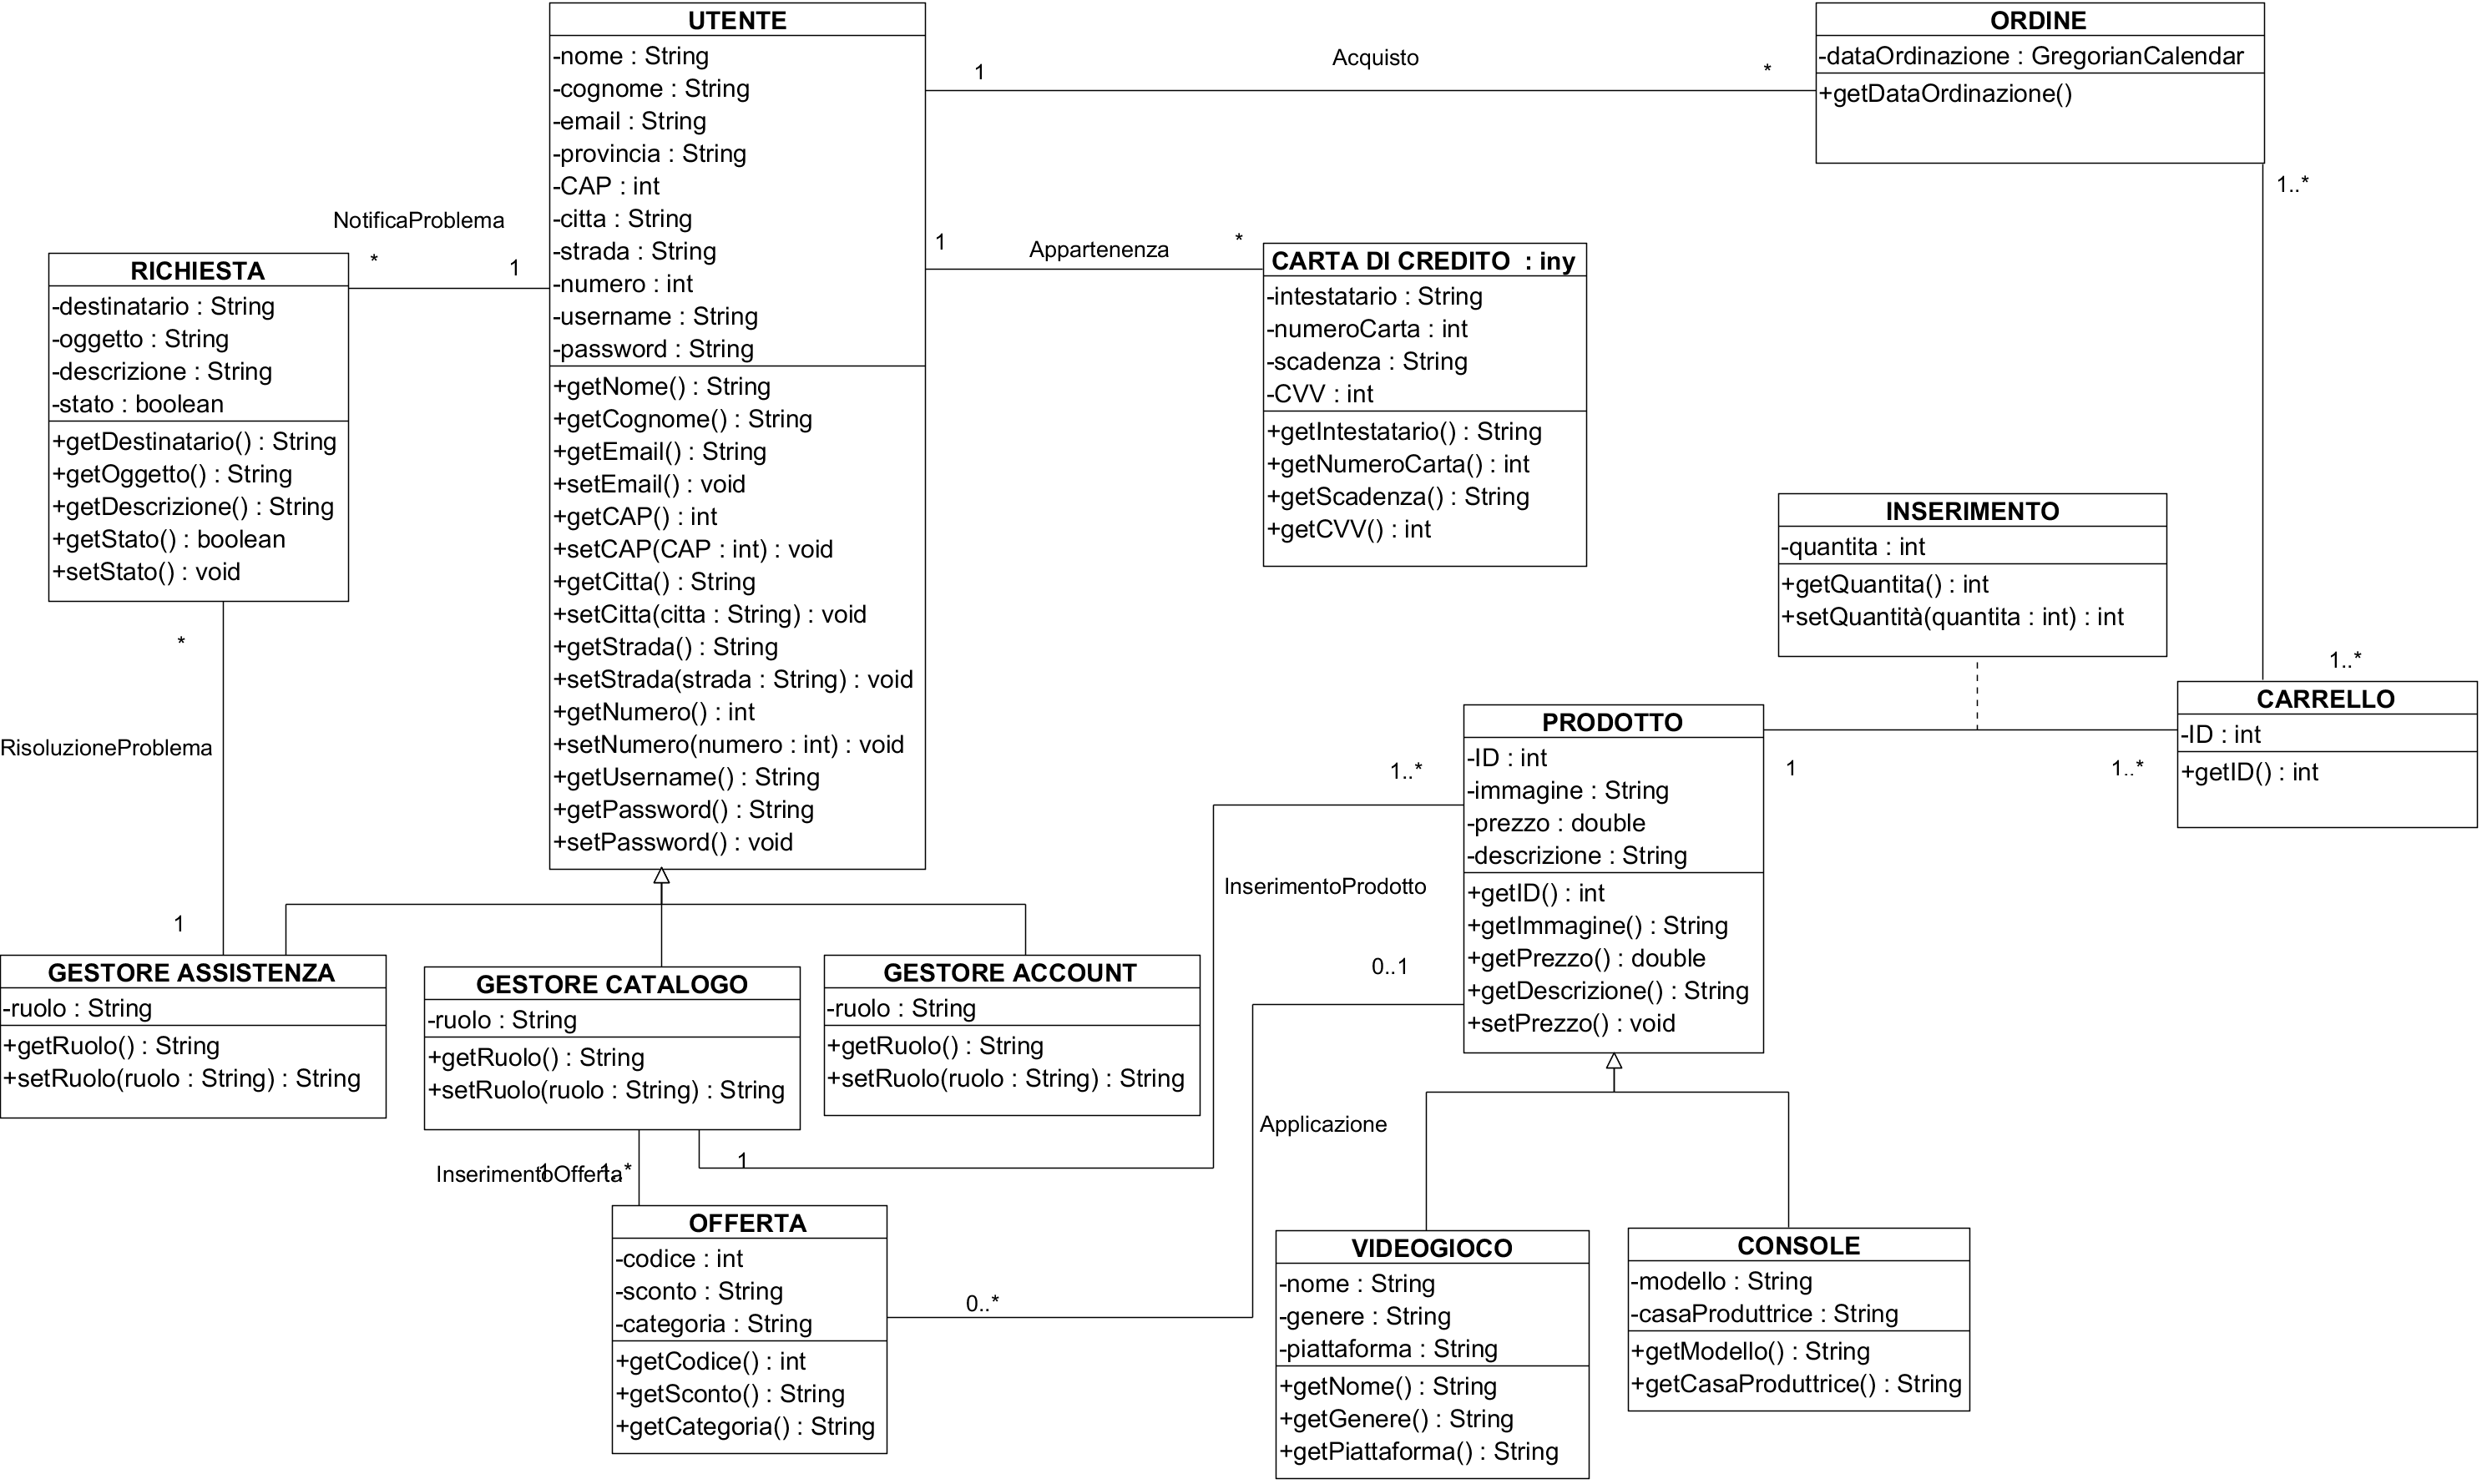 UTENTE
-nome : String
-cognome : String
-email : String
-provincia : String
-CAP : int
-citta : String
-strada : String
-numero : int
-username : String
-password : String
+getNome() : String
+getCognome() : String
+getEmail() : String
+setEmail() : void
+getCAP() : int
+setCAP(CAP : int) : void
+getCitta() : String
+setCitta(citta : String) : void
+getStrada() : String
+setStrada(strada : String) : void
+getNumero() : int
+setNumero(numero : int) : void
+getUsername() : String
+getPassword() : String
+setPassword() : void
1
Acquisto
*
ORDINE
-dataOrdinazione : GregorianCalendar
+getDataOrdinazione()
1..*
1..*
NotificaProblema
*
1
RICHIESTA
-destinatario : String
-oggetto : String
-descrizione : String
-stato : boolean
+getDestinatario() : String
+getOggetto() : String
+getDescrizione() : String
+getStato() : boolean
+setStato() : void
1
Appartenenza
*
CARTA DI CREDITO : iny
-intestatario : String
-numeroCarta : int
-scadenza : String
-CVV : int
+getIntestatario() : String
+getNumeroCarta() : int
+getScadenza() : String
+getCVV() : int
INSERIMENTO
-quantita : int
+getQuantita() : int
+setQuantità(quantita : int) : int
CARRELLO
-ID : int
+getID() : int
1
1..*
PRODOTTO
-ID : int
-immagine : String
-prezzo : double
-descrizione : String
+getID() : int
+getImmagine() : String
+getPrezzo() : double
+getDescrizione() : String
+setPrezzo() : void
*
RisoluzioneProblema
1
1..*
InserimentoProdotto
1
0..1
Applicazione
0..*
GESTORE ASSISTENZA
-ruolo : String
+getRuolo() : String
+setRuolo(ruolo : String) : String
GESTORE CATALOGO
-ruolo : String
+getRuolo() : String
+setRuolo(ruolo : String) : String
GESTORE ACCOUNT
-ruolo : String
+getRuolo() : String
+setRuolo(ruolo : String) : String
InserimentoOfferta
1
1..*
OFFERTA
-codice : int
-sconto : String
-categoria : String
+getCodice() : int
+getSconto() : String
+getCategoria() : String
VIDEOGIOCO
-nome : String
-genere : String
-piattaforma : String
+getNome() : String
+getGenere() : String
+getPiattaforma() : String
CONSOLE
-modello : String
-casaProduttrice : String
+getModello() : String
+getCasaProduttrice() : String